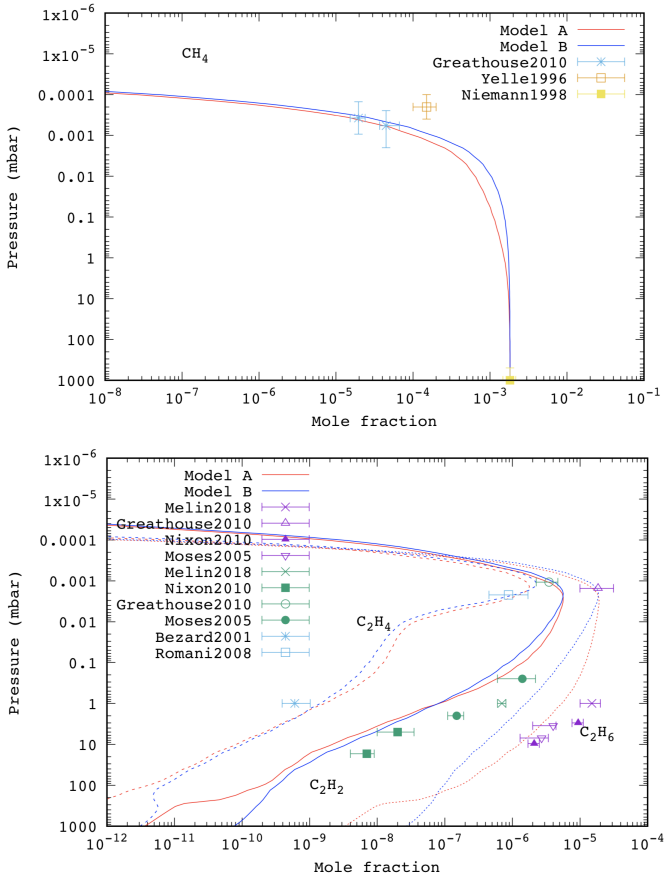 1x10^-6
1x10^-5
0.0001
0.001
0.01
0.1
1
10
100
1000
Pressure (mbar)
CH_4
Model A
Model B
Greathouse2010
Yelle1996
Niemann1998
10^-8 10^-7 10^-6 10^-5 10^-4 10^-3 10^-2 10^-1
Mole fraction
1x10^-6
1x10^-5
0.0001
0.001
0.01
0.1
1
10
100
1000
Pressure (mbar)
Model A
Model B
Melin2018
Greathouse2010
Nixon2010
Moses2005
Melin2018
Nixon2010
Greathouse2010
Moses2005
Bezard2001
Romani2008
C_2H_4
C_2H_6
C_2H_2
10^-12 10^-11 10^-10 10^-9 10^-8 10^-7 10^-6 10^-5 10^-4
Mole fraction